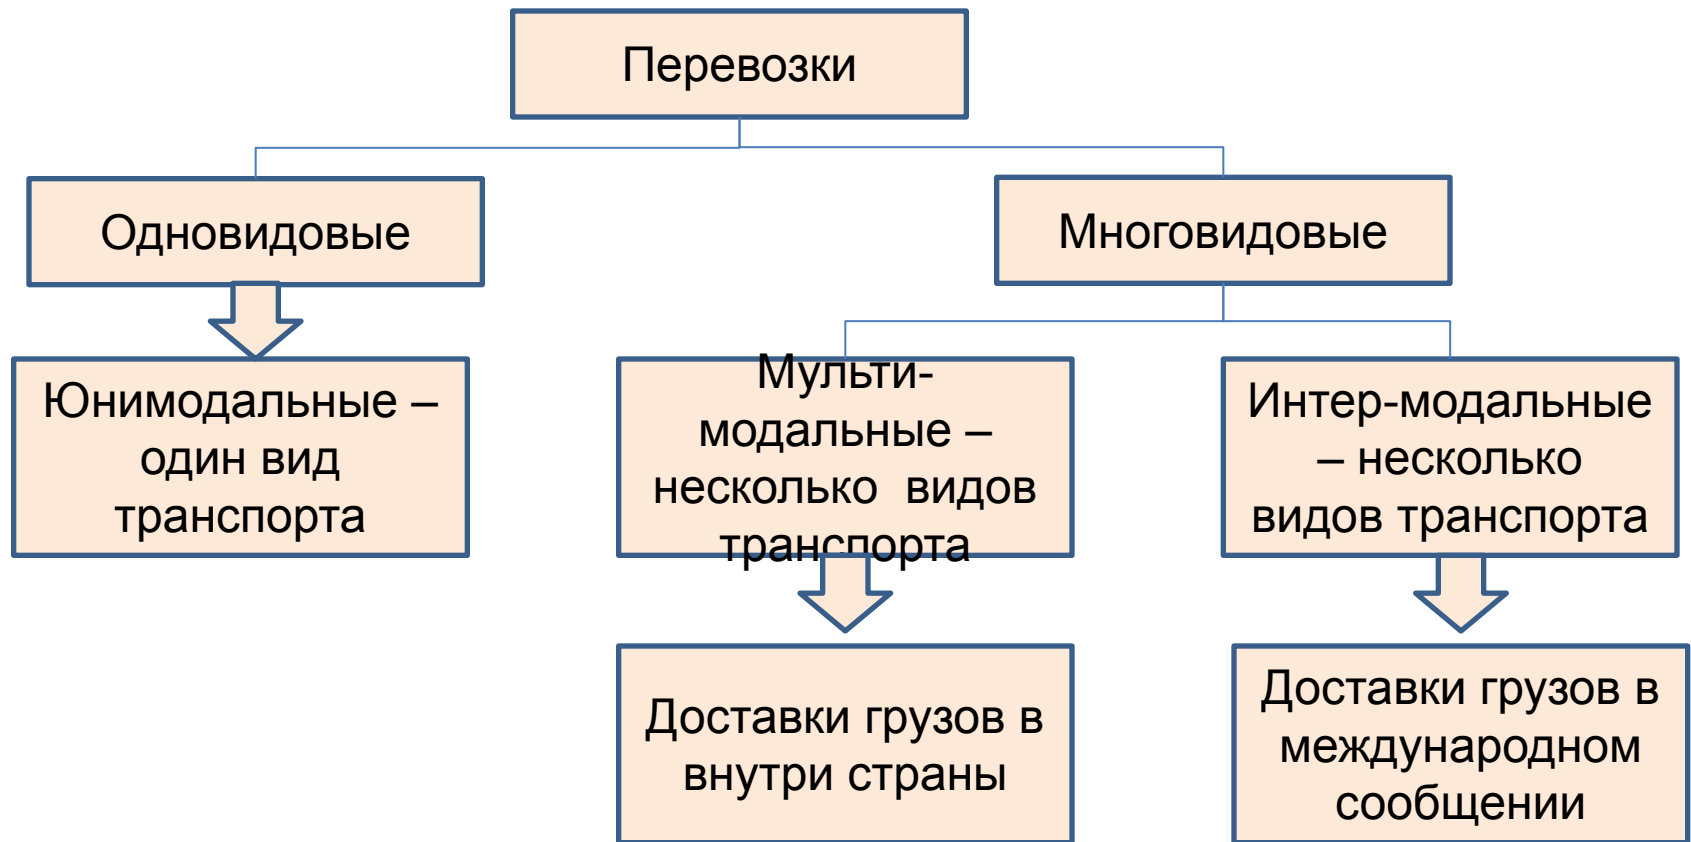 Перевозки
Одновидовые
Многовидовые
Юнимодальные –
один вид
транспорта
Мульти-
модальные –
несколько видов
транспорта
Интер-модальные
– несколько
видов транспорта
Доставки грузов в
внутри страны
Доставки грузов в
международном
сообщении